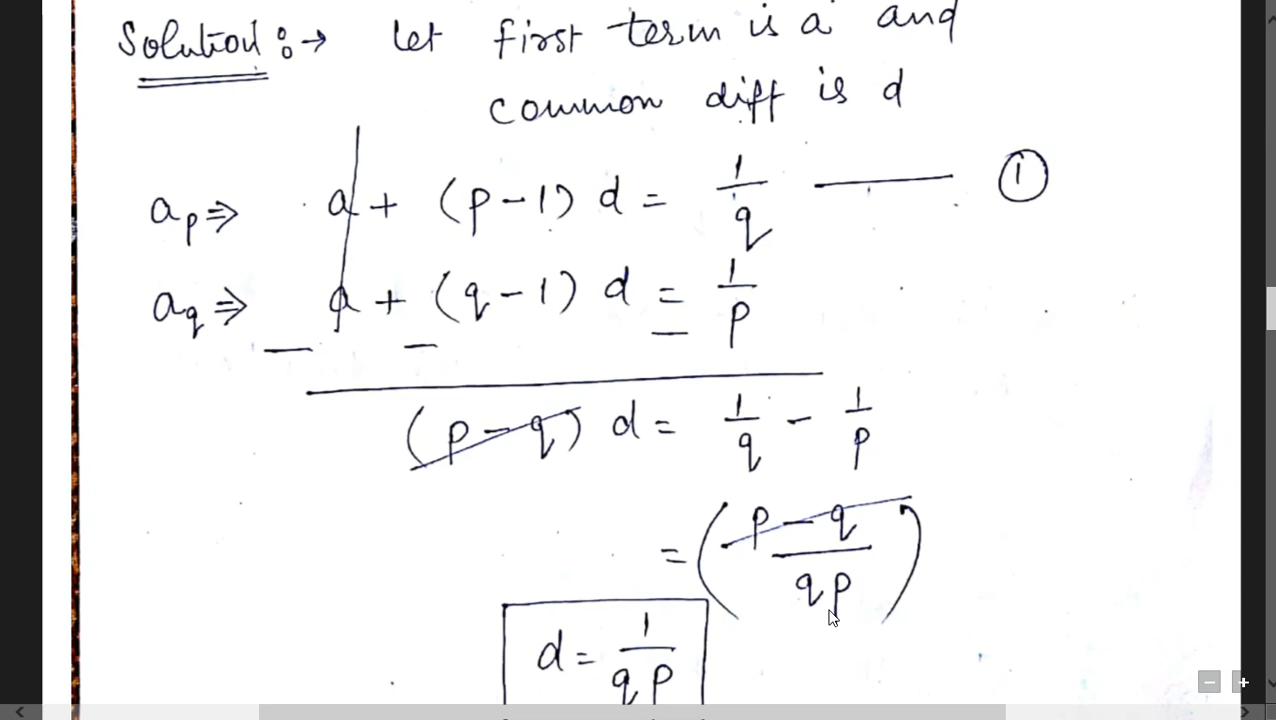 Solution :→ let first term is a and
common diff is d
a_p ⇒ a + (p-1) d = 1/q ——— ①
a_q ⇒ a + (q-1) d = 1/p
— — —
(p-q) d = 1/q - 1/p
= (p-q / qp)
d = 1/qp